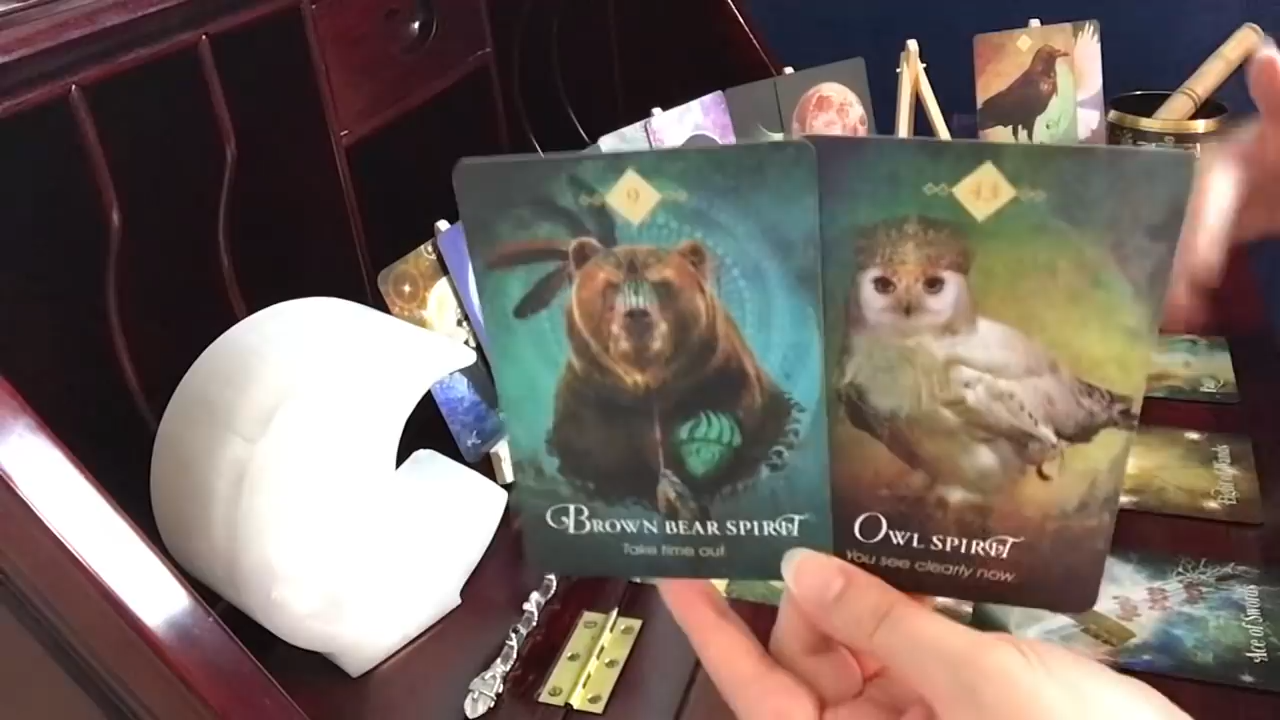 9
BROWN BEAR SPIRIT
Take time out
OWL SPIRIT
You see clearly now
Ace of Swords